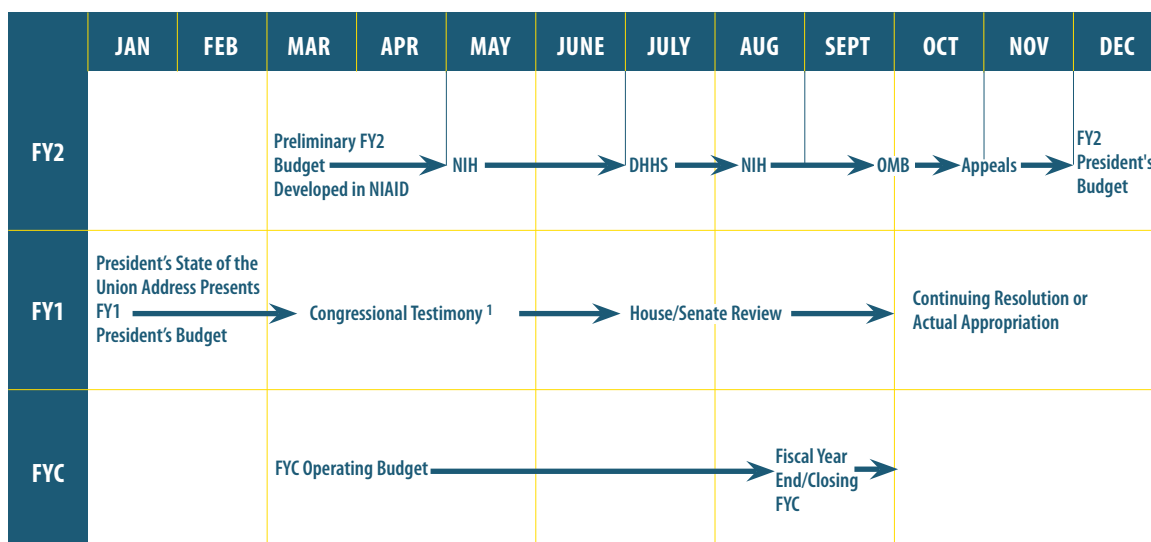 JAN FEB MAR APR MAY JUNE JULY AUG SEPT OCT NOV DEC
FY2
Preliminary FY2
Budget
Developed in NIAID
NIH
DHHS
NIH
OMB
Appeals
FY2
President's
Budget
FY1
President’s State of the
Union Address Presents
FY1
President’s Budget
Congressional Testimony 1
House/Senate Review
Continuing Resolution or
Actual Appropriation
FYC
FYC Operating Budget
Fiscal Year
End/Closing
FYC